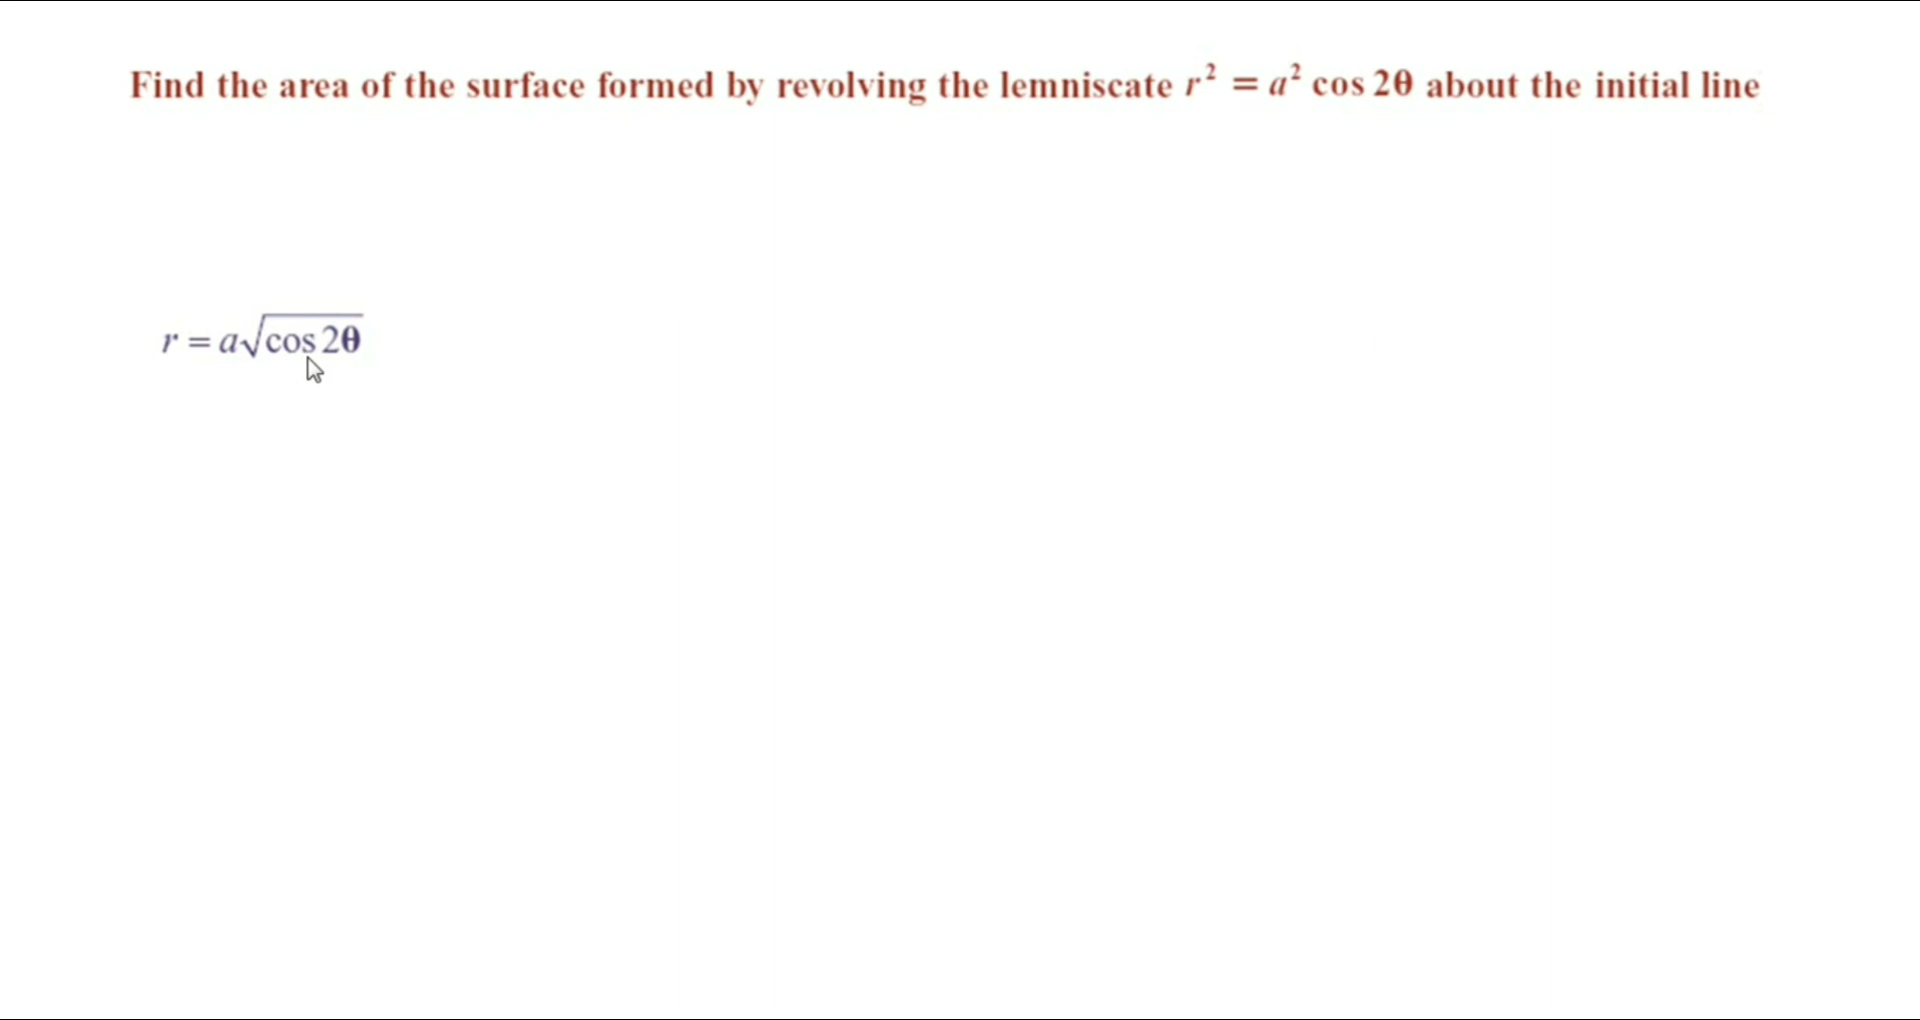 Find the area of the surface formed by revolving the lemniscate r² = a² cos 2θ about the initial line
r = a√cos 2θ